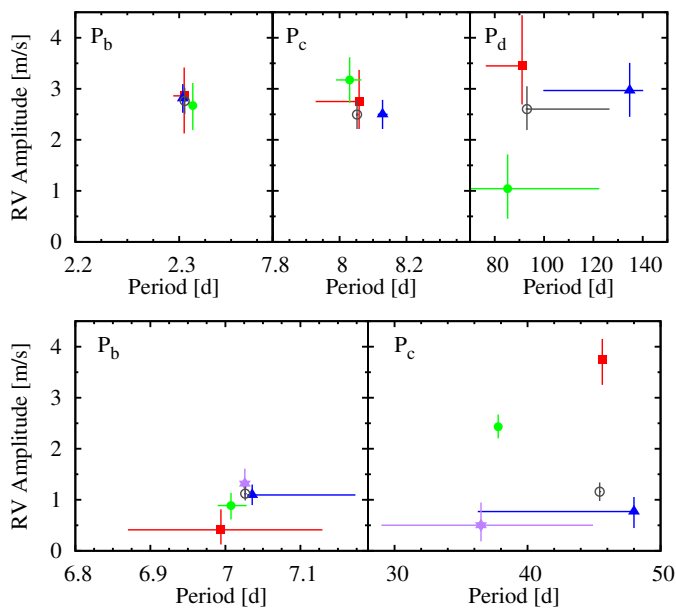 P_b P_c P_d
RV Amplitude [m/s]
4
3
2
1
0
2.2 2.3 7.8 8 8.2 80 100 120 140
Period [d] Period [d] Period [d]
P_b P_c
RV Amplitude [m/s]
4
3
2
1
0
6.8 6.9 7 7.1 30 40 50
Period [d] Period [d]